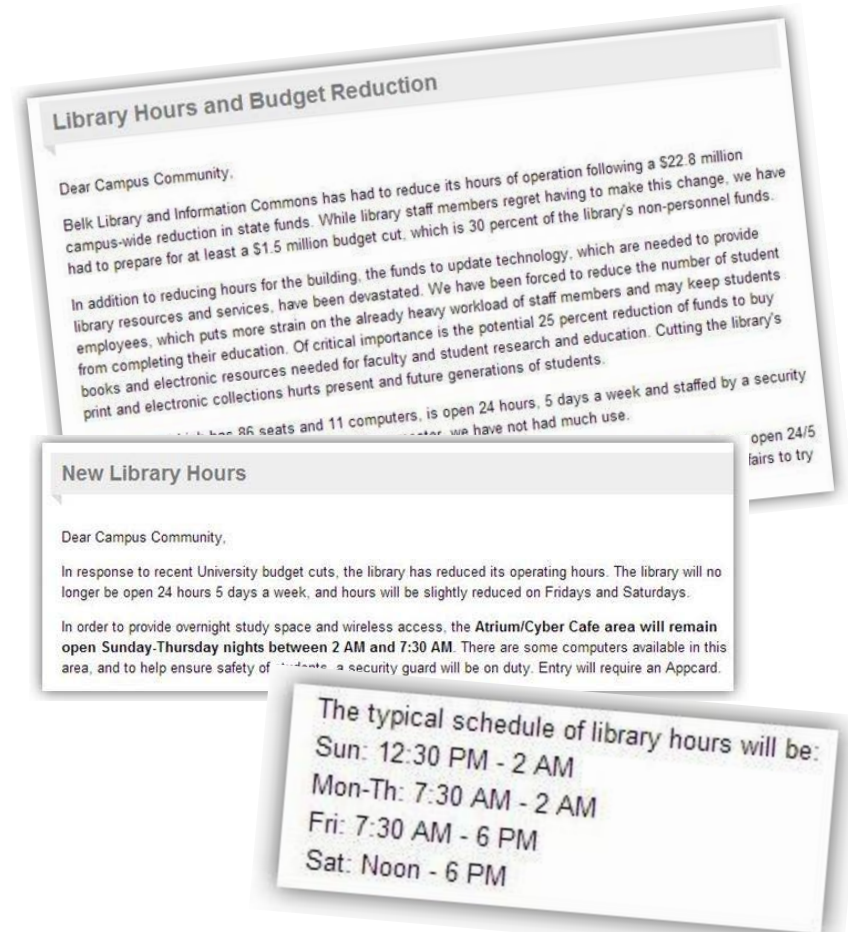 Library Hours and Budget Reduction
Dear Campus Community,
Belk Library and Information Commons has had to reduce its hours of operation following a $22.8 million
campus-wide reduction in state funds. While library staff members regret having to make this change, we have
had to prepare for at least a $1.5 million budget cut, which is 30 percent of the library's non-personnel funds.
In addition to reducing hours for the building, the funds to update technology, which are needed to provide
library resources and services, have been devastated. We have been forced to reduce the number of student
employees, which puts more strain on the already heavy workload of staff members and may keep students
from completing their education. Of critical importance is the potential 25 percent reduction of funds to buy
books and electronic resources needed for faculty and student research and education. Cutting the library's
print and electronic collections hurts present and future generations of students.
has 86 seats and 11 computers, is open 24 hours, 5 days a week and staffed by a security
we have not had much use.
open 24/5
fairs to try
New Library Hours
Dear Campus Community,
In response to recent University budget cuts, the library has reduced its operating hours. The library will no
longer be open 24 hours 5 days a week, and hours will be slightly reduced on Fridays and Saturdays.
In order to provide overnight study space and wireless access, the Atrium/Cyber Cafe area will remain
open Sunday-Thursday nights between 2 AM and 7:30 AM. There are some computers available in this
area, and to help ensure safety of students, a security guard will be on duty. Entry will require an Appcard.
The typical schedule of library hours will be:
Sun: 12:30 PM - 2 AM
Mon-Th: 7:30 AM - 2 AM
Fri: 7:30 AM - 6 PM
Sat: Noon - 6 PM